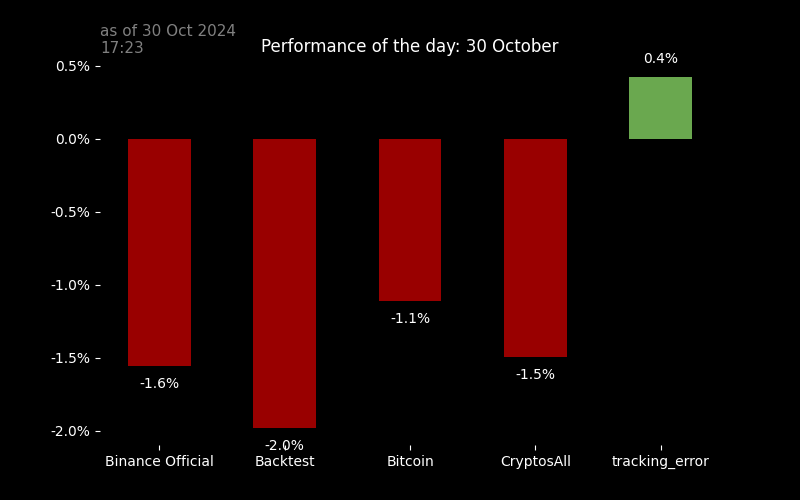 as of 30 Oct 2024
17:23
Performance of the day: 30 October
0.5%
0.0%
-0.5%
-1.0%
-1.5%
-2.0%
0.4%
-1.6%
-2.0%
-1.1%
-1.5%
Binance Official
Backtest
Bitcoin
CryptosAll
tracking_error